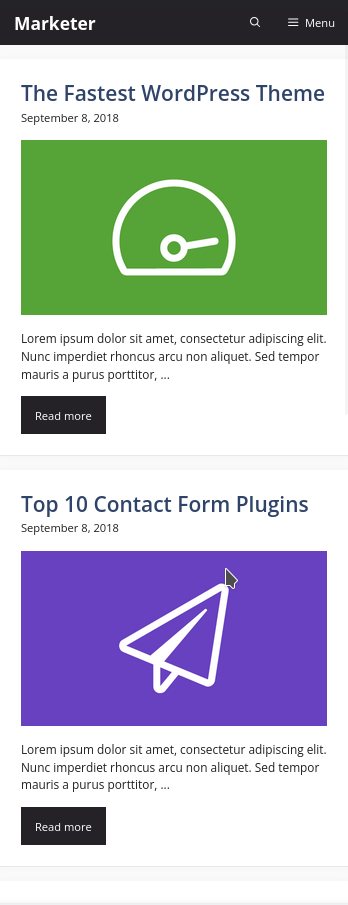 Marketer
Menu
The Fastest WordPress Theme
September 8, 2018
Lorem ipsum dolor sit amet, consectetur adipiscing elit.
Nunc imperdiet rhoncus arcu non aliquet. Sed tempor
mauris a purus porttitor, ...
Read more
Top 10 Contact Form Plugins
September 8, 2018
Lorem ipsum dolor sit amet, consectetur adipiscing elit.
Nunc imperdiet rhoncus arcu non aliquet. Sed tempor
mauris a purus porttitor, ...
Read more